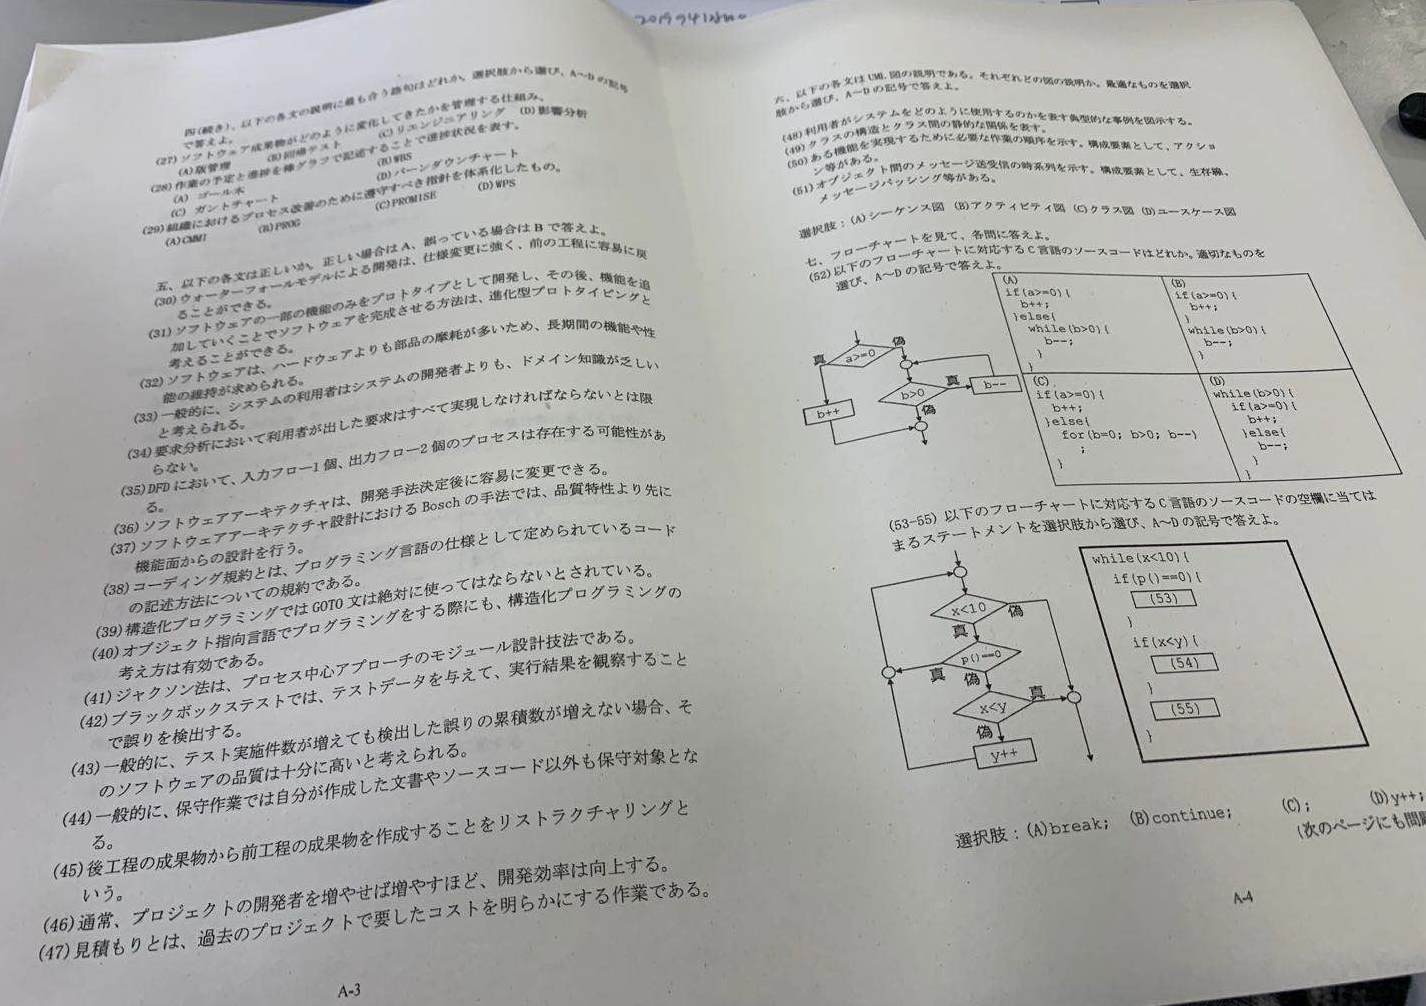 四(続き)、以下の各文の説明に最も合う語句はどれか。選択肢から選び、A～Dの記号
で答えよ。
(27)ソフトウェア成果物がどのように変化してきたかを管理する仕組み。
(A)版管理 (B)回帰テスト (C)リエンジニアリング (D)影響分析
(28)作業の予定と進捗を棒グラフで記述することで進捗状況を表す。
(A) ゴール木 (B)WBS
(C) ガントチャート (D)バーンダウンチャート
(29)組織におけるプロセス改善のために遵守すべき指針を体系化したもの。
(A)CMMI (B)PROG (C)PROMISE (D)WPS
五、以下の各文は正しいか。正しい場合はA、誤っている場合はBで答えよ。
(30)ウォーターフォールモデルによる開発は、仕様変更に強く、前の工程に容易に戻
ることができる。
(31)ソフトウェアの一部の機能のみをプロトタイプとして開発し、その後、機能を追
加していくことでソフトウェアを完成させる方法は、進化型プロトタイピングと
考えることができる。
(32)ソフトウェアは、ハードウェアよりも部品の摩耗が多いため、長期間の機能や性
能の維持が求められる。
(33)一般的に、システムの利用者はシステムの開発者よりも、ドメイン知識が乏しい
と考えられる。
(34)要求分析において利用者が出した要求はすべて実現しなければならないとは限
らない。
(35)DFDにおいて、入力フロー1個、出力フロー2個のプロセスは存在する可能性があ
る。
(36)ソフトウェアアーキテクチャは、開発手法決定後に容易に変更できる。
(37)ソフトウェアアーキテクチャ設計におけるBoschの手法では、品質特性より先に
機能面からの設計を行う。
(38)コーディング規約とは、プログラミング言語の仕様として定められているコード
の記述方法についての規約である。
(39)構造化プログラミングではGOTO文は絶対に使ってはならないとされている。
(40)オブジェクト指向言語でプログラミングをする際にも、構造化プログラミングの
考え方は有効である。
(41)ジャクソン法は、プロセス中心アプローチのモジュール設計技法である。
(42)ブラックボックステストでは、テストデータを与えて、実行結果を観察すること
で誤りを検出する。
(43)一般的に、テスト実施件数が増えても検出した誤りの累積数が増えない場合、そ
のソフトウェアの品質は十分に高いと考えられる。
(44)一般的に、保守作業では自分が作成した文書やソースコード以外も保守対象とな
る。
(45)後工程の成果物から前工程の成果物を作成することをリストラクチャリングと
いう。
(46)通常、プロジェクトの開発者を増やせば増やすほど、開発効率は向上する。
(47)見積もりとは、過去のプロジェクトで要したコストを明らかにする作業である。
A-3
六、以下の各文はUML図の説明である。それぞれどの図の説明か。最適なものを選択
肢から選び、A～Dの記号で答えよ。
(48)利用者がシステムをどのように使用するのかを表す典型的な事例を図示する。
(49)クラスの構造とクラス間の静的な関係を表す。
(50)ある機能を実現するために必要な作業の順序を示す。構成要素として、アクショ
ン等がある。
(51)オブジェクト間のメッセージ送受信の時系列を示す。構成要素として、生存線、
メッセージパッシング等がある。
選択肢：(A)シーケンス図 (B)アクティビティ図 (C)クラス図 (D)ユースケース図
七、フローチャートを見て、各問に答えよ。
(52)以下のフローチャートに対応するC言語のソースコードはどれか。適切なものを
選び、A～Dの記号で答えよ。
真 a>=0 偽
b>0 真 b--
b++ 偽
(A)
if(a>=0){
b++;
}else{
while(b>0){
b--;
}
}
(B)
if(a>=0){
b++;
}
while(b>0){
b--;
}
(C)
if(a>=0){
b++;
}else{
for(b=0; b>0; b--)
;
}
(D)
while(b>0){
if(a>=0){
b++;
}else{
b--;
}
}
(53-55) 以下のフローチャートに対応するC言語のソースコードの空欄に当ては
まるステートメントを選択肢から選び、A～Dの記号で答えよ。
x<10 偽
真
p()==0
真 偽
x<y 真
偽
y++
while(x<10){
if(p()==0){
(53)
}
if(x<y){
(54)
}
(55)
}
選択肢：(A)break; (B)continue; (C); (D)y++;
(次のページにも問題
A-4